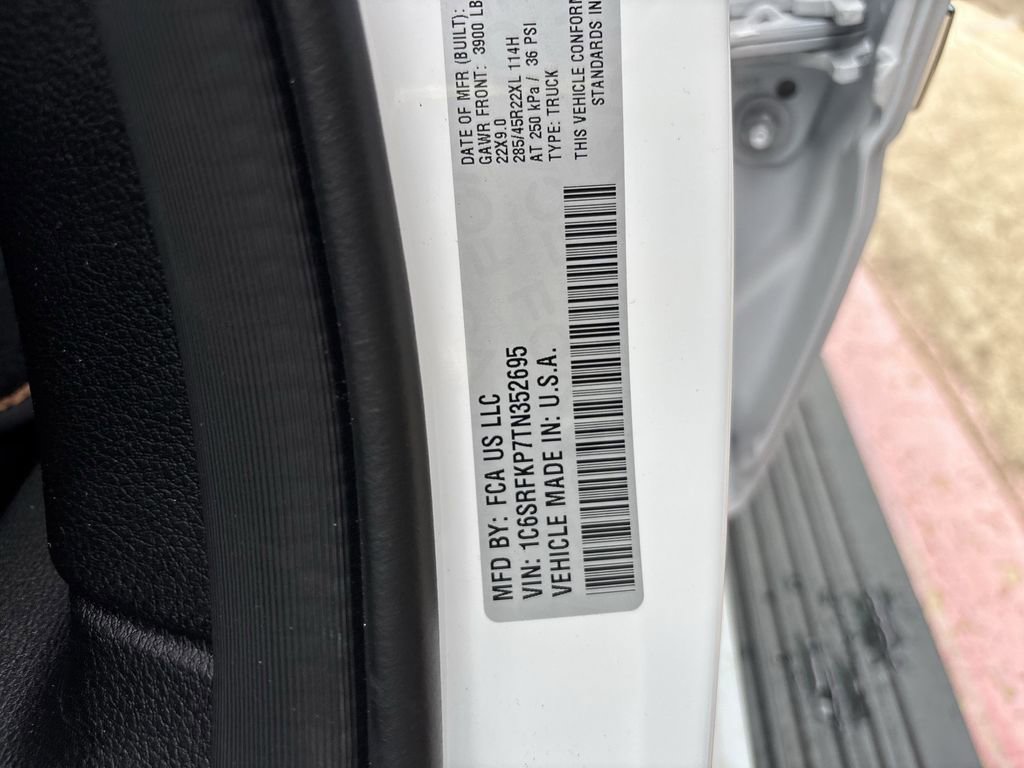 MFD BY: FCA US LLC
VIN: 1C6SRFKP7TN352695
VEHICLE MADE IN: U.S.A.
DATE OF MFR (BUILT):
GAWR FRONT: 3900 LB
22X9.0
285/45R22XL 114H
AT 250 kPa / 36 PSI
TYPE: TRUCK
THIS VEHICLE CONFORM
STANDARDS IN